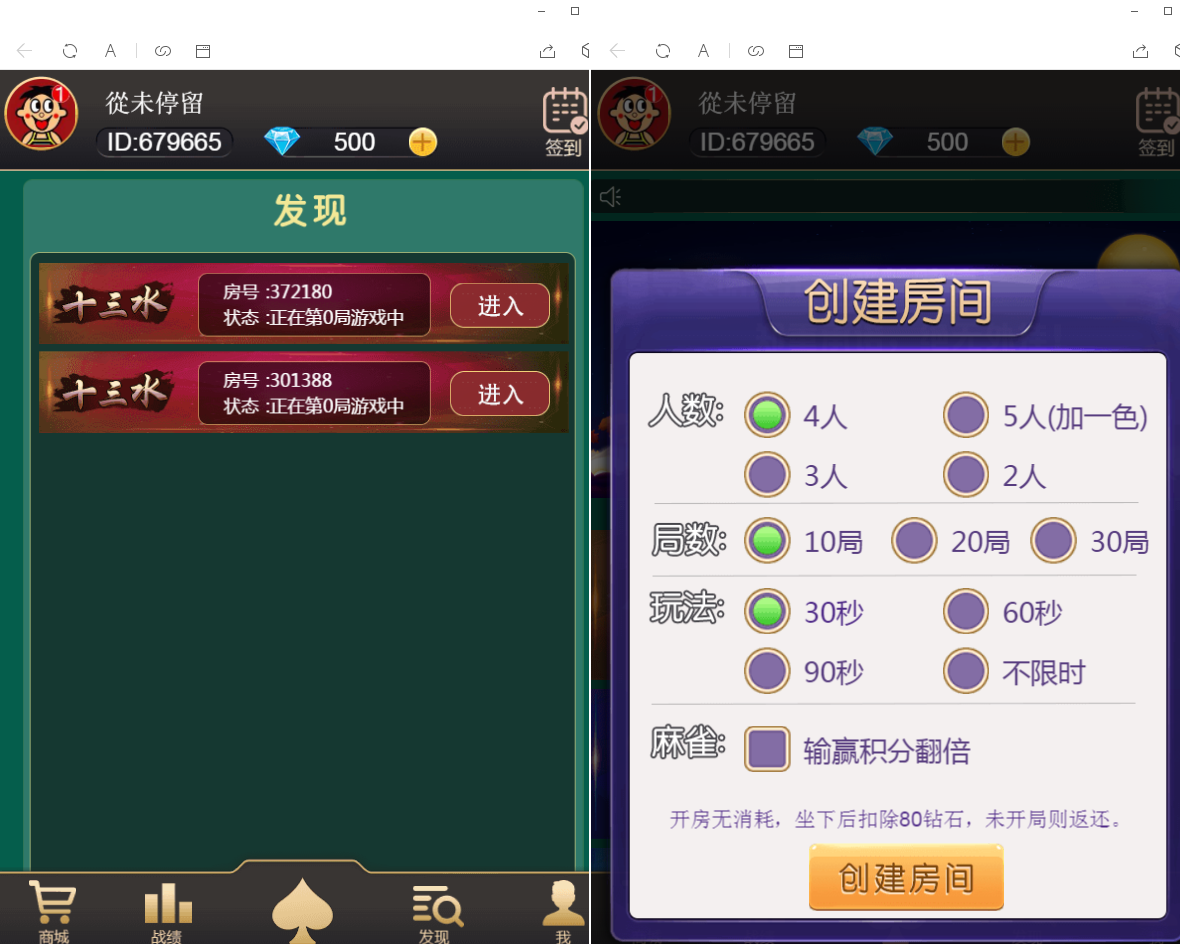 A
1
從未停留
ID:679665
500
签到
发现
十三水
房号 :372180
状态 :正在第0局游戏中
进入
十三水
房号 :301388
状态 :正在第0局游戏中
进入
商城
战绩
发现
我
A
1
從未停留
ID:679665
500
签到
创建房间
人数:
4人
5人(加一色)
3人
2人
局数:
10局
20局
30局
玩法:
30秒
60秒
90秒
不限时
麻雀:
输赢积分翻倍
开房无消耗，坐下后扣除80钻石，未开局则返还。
创建房间